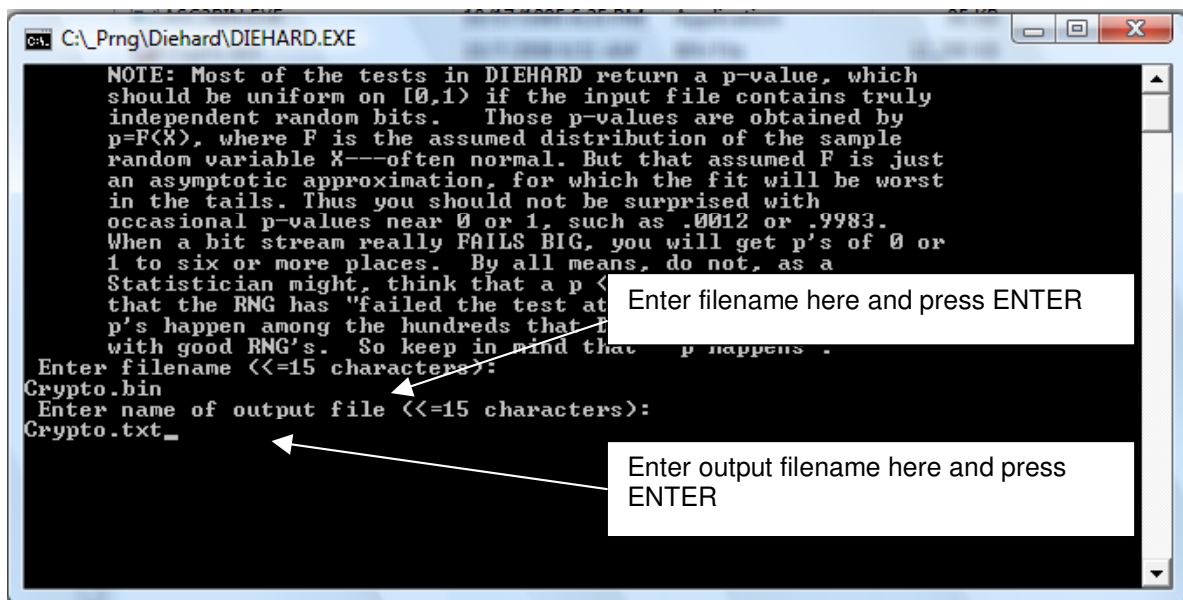 C:\_Prng\Diehard\DIEHARD.EXE
NOTE: Most of the tests in DIEHARD return a p-value, which
should be uniform on [0,1) if the input file contains truly
independent random bits. Those p-values are obtained by
p=F(X), where F is the assumed distribution of the sample
random variable X---often normal. But that assumed F is just
an asymptotic approximation, for which the fit will be worst
in the tails. Thus you should not be surprised with
occasional p-values near 0 or 1, such as .0012 or .9983.
When a bit stream really FAILS BIG, you will get p's of 0 or
1 to six or more places. By all means, do not, as a
Statistician might, think that a p <
that the RNG has "failed the test at
p's happen among the hundreds that
with good RNG's. So keep in mind that " p happens".
Enter filename (<=15 characters):
Crypto.bin
Enter name of output file (<=15 characters):
Crypto.txt_
Enter filename here and press ENTER
Enter output filename here and press
ENTER